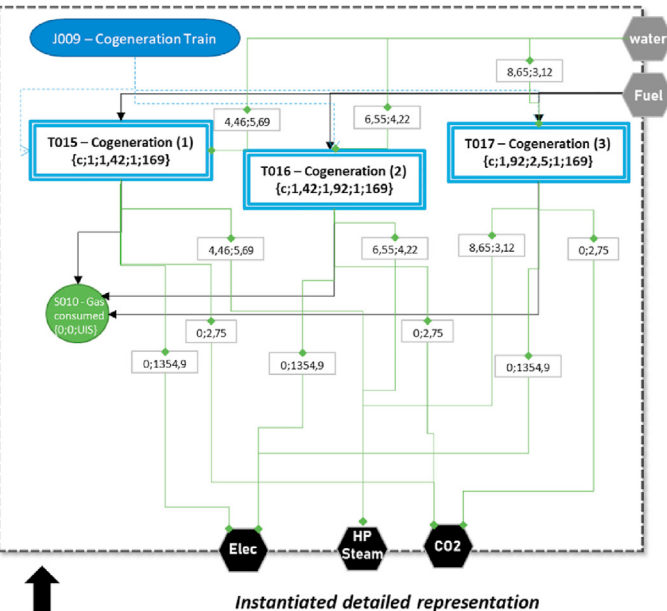 J009 – Cogeneration Train
water
8,65;3,12
Fuel
4,46;5,69
6,55;4,22
T015 – Cogeneration (1)
{c;1;1,42;1;169}
T016 – Cogeneration (2)
{c;1,42;1,92;1;169}
T017 – Cogeneration (3)
{c;1,92;2,5;1;169}
4,46;5,69
6,55;4,22
8,65;3,12
0;2,75
S010 - Gas
consumed
{0;0;UIS}
0;2,75
0;2,75
0;1354,9
0;1354,9
0;1354,9
Elec
HP
Steam
CO2
Instantiated detailed representation